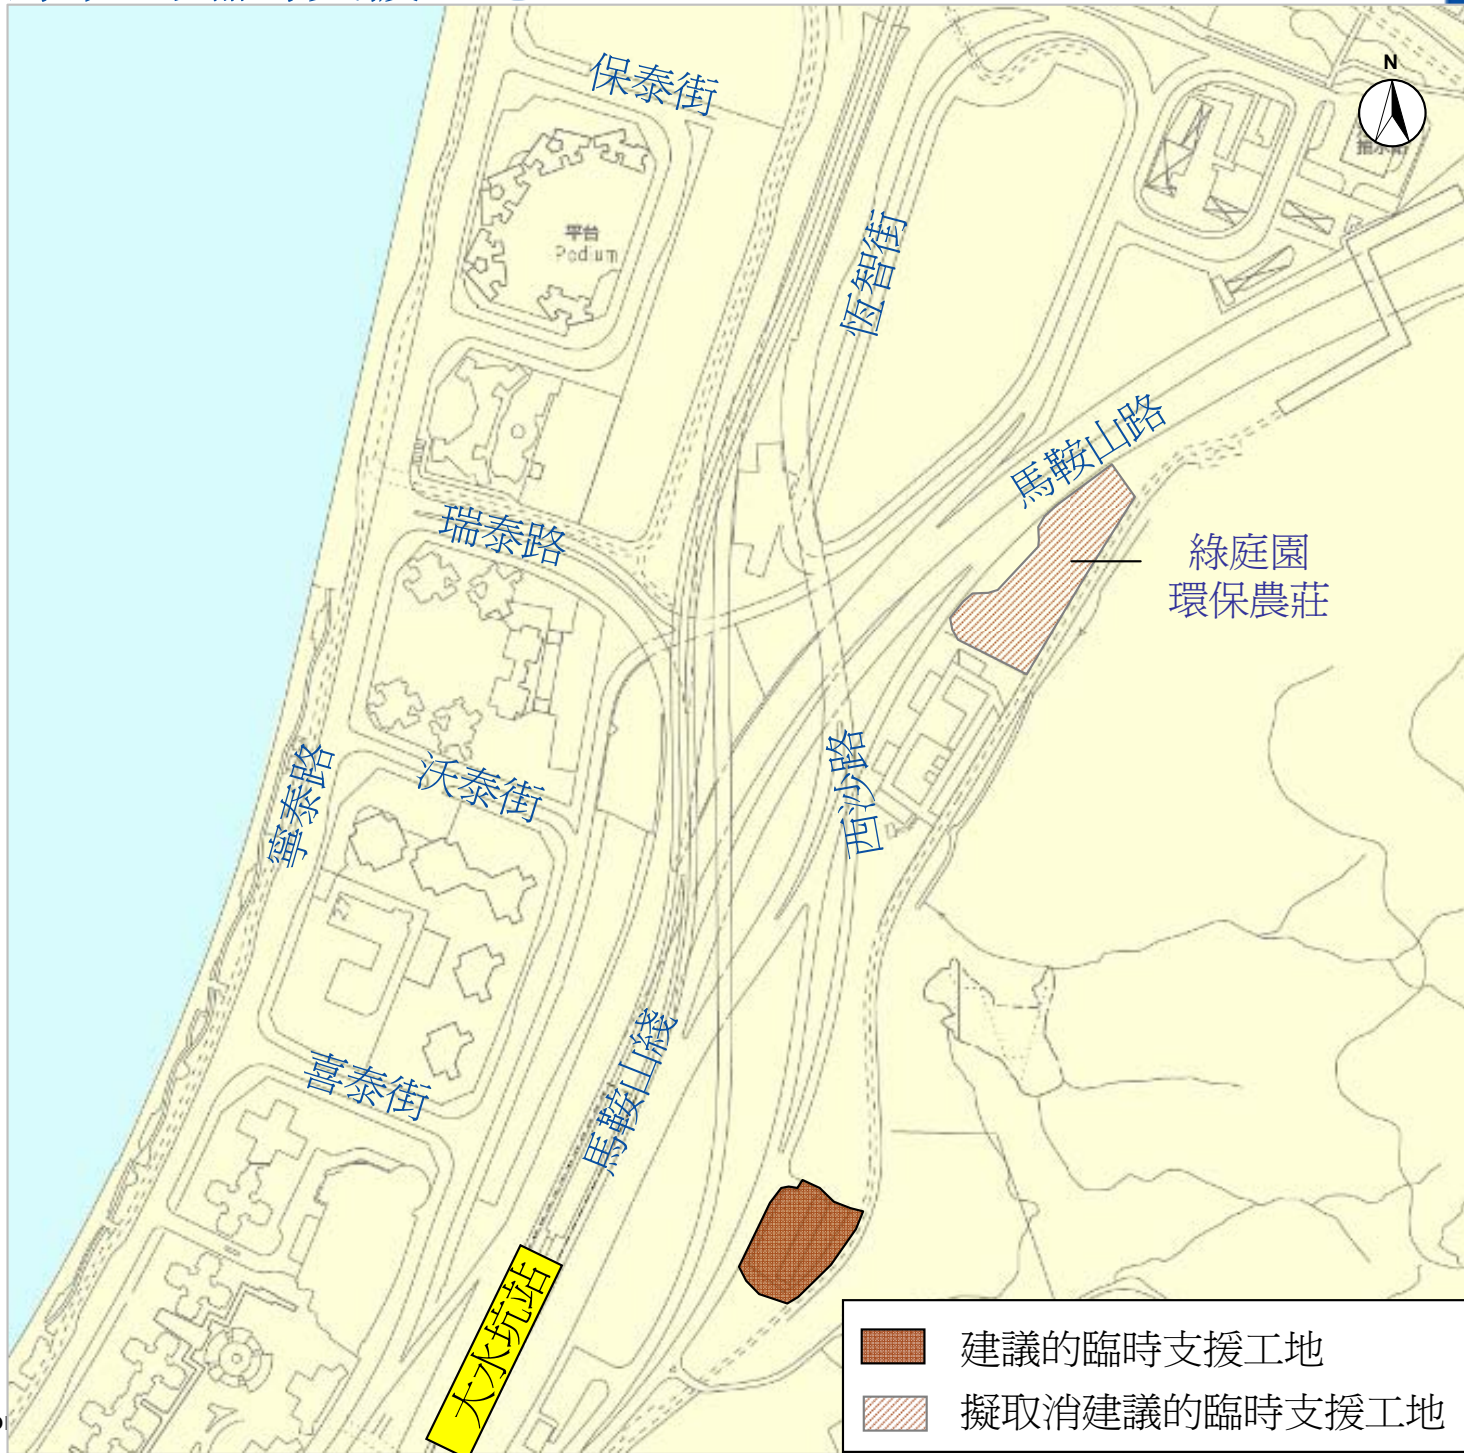 保泰街
N
抽水站
平台
Podium
恆智街
馬鞍山路
瑞泰路
綠庭園
環保農莊
西沙路
寧泰路
沃泰街
馬鞍山綫
喜泰街
大水坑站
建議的臨時支援工地
擬取消建議的臨時支援工地